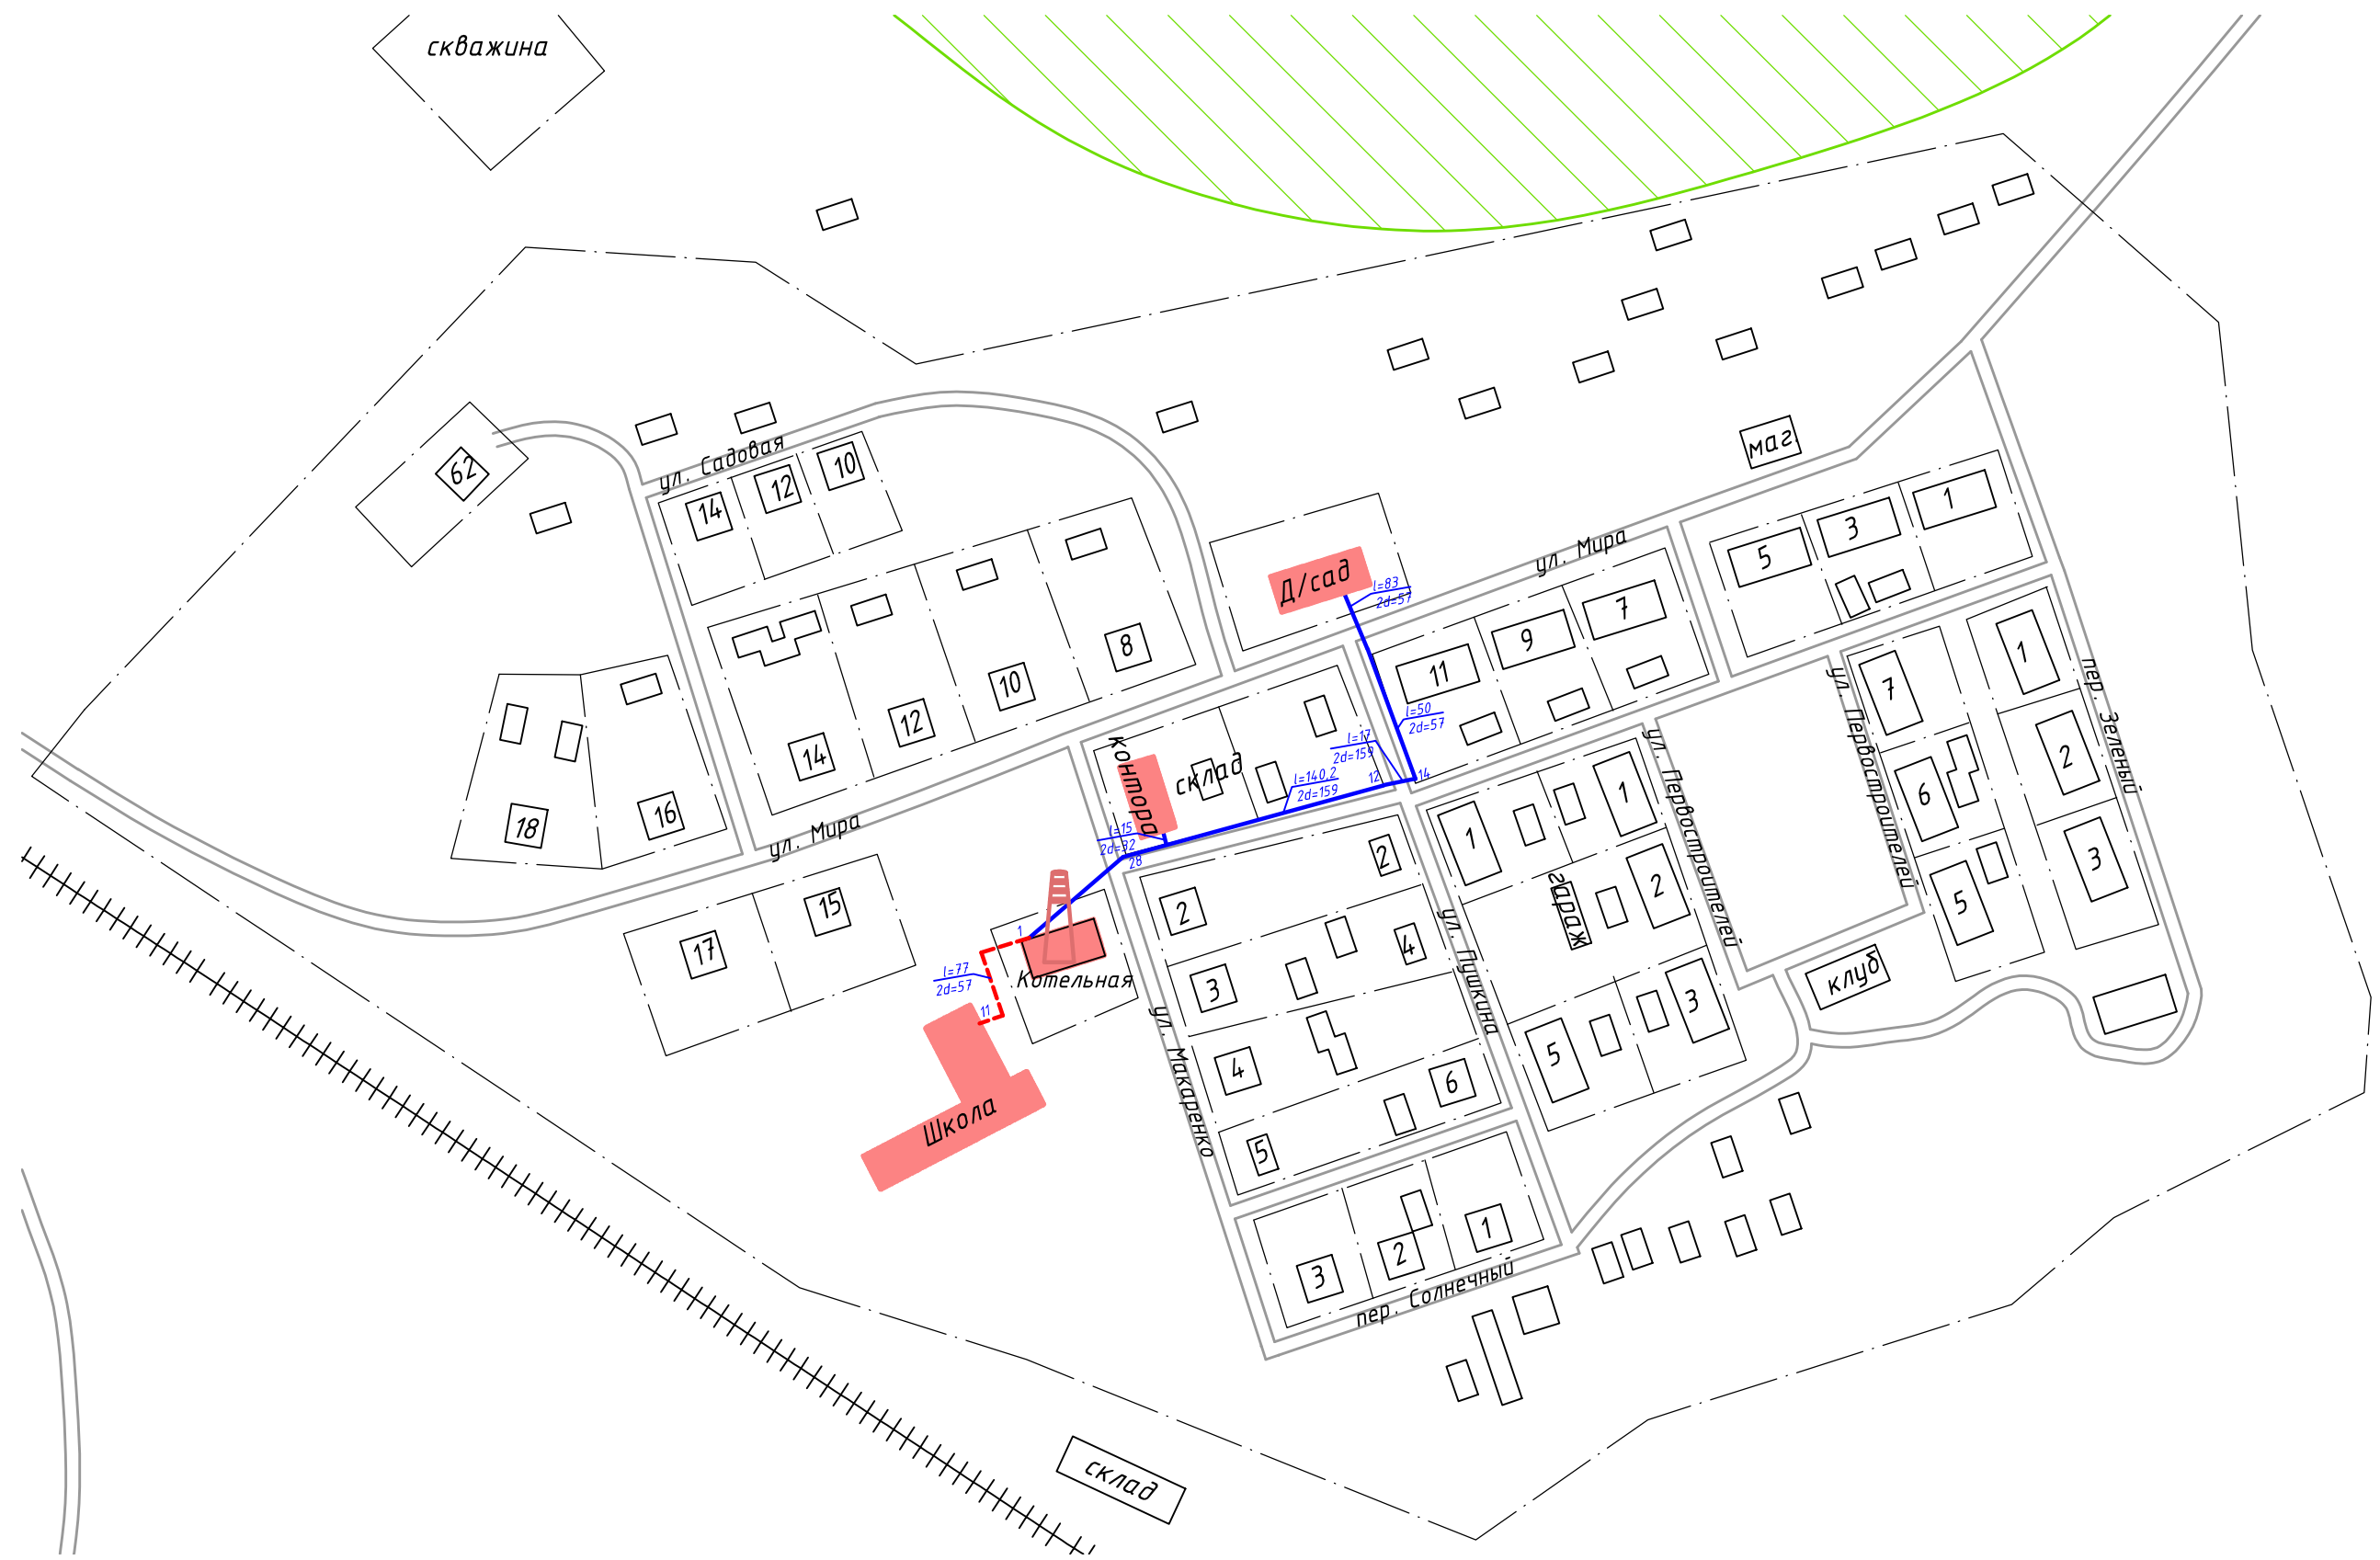 скважина
62
ул. Садовая
14
12
10
маг.
ул. Мира
5
3
1
Д/сад
l=83
2d=57
11
9
7
8
10
12
14
18
16
ул. Мира
контора
склад
l=50
2d=57
l=17
2d=159
l=140,2
2d=159
12
14
l=15
2d=32
28
17
15
1
Котельная
l=77
2d=57
11
Школа
ул. Макаренко
2
2
3
4
4
5
6
ул. Пушкина
1
1
гараж
2
3
5
ул. Первостроителей
ул. Первостроителей
7
6
5
клуб
1
2
3
пер. Зеленый
3
2
1
пер. Солнечный
склад